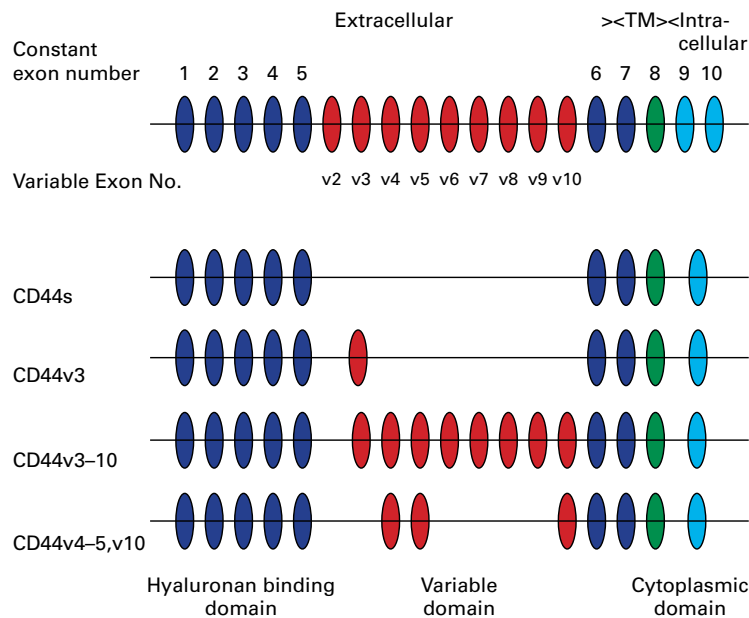 Extracellular ><TM><Intra-
cellular
Constant
exon number 1 2 3 4 5 6 7 8 9 10
Variable Exon No. v2 v3 v4 v5 v6 v7 v8 v9 v10
CD44s
CD44v3
CD44v3–10
CD44v4–5,v10
Hyaluronan binding
domain
Variable
domain
Cytoplasmic
domain